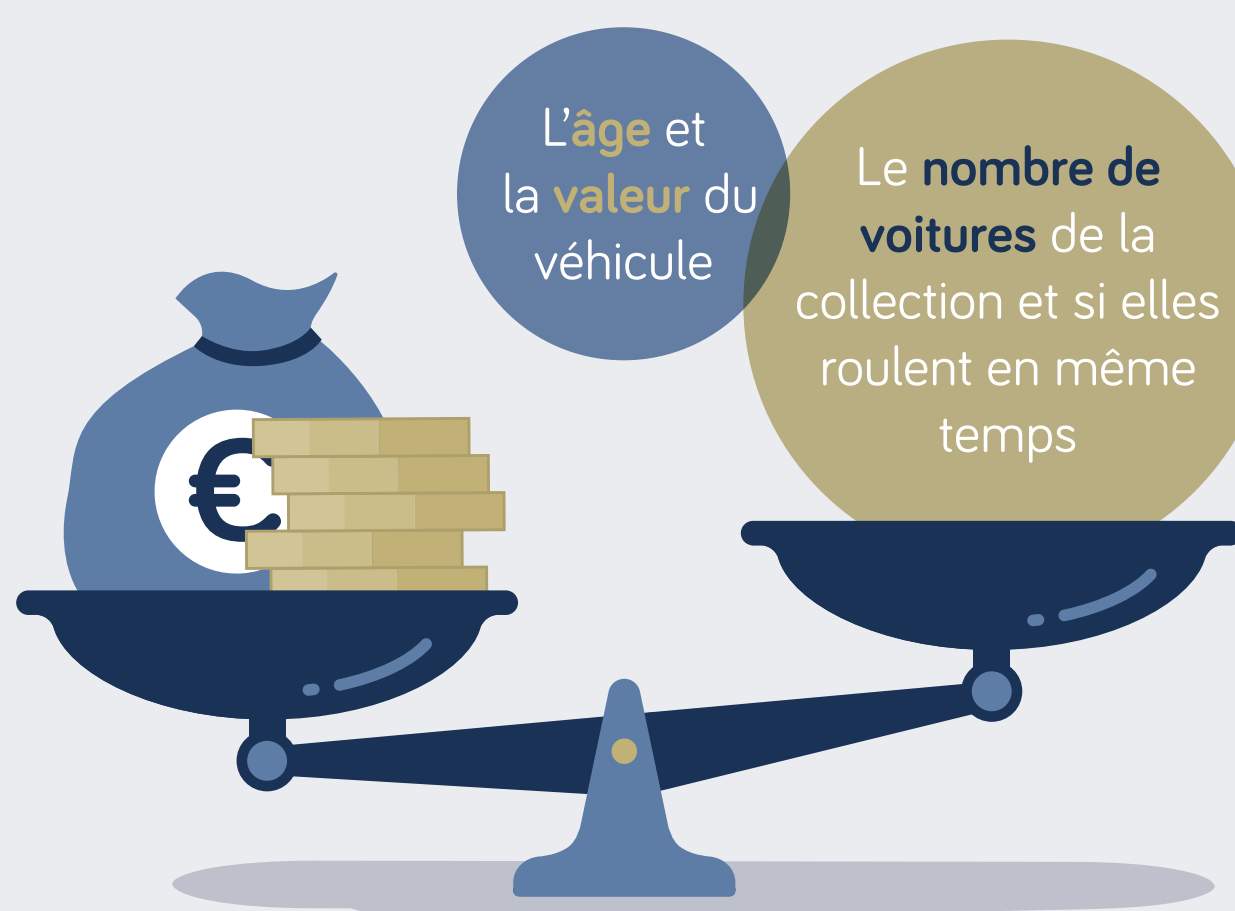 L’âge et
la valeur du
véhicule
Le nombre de
voitures de la
collection et si elles
roulent en même
temps
€